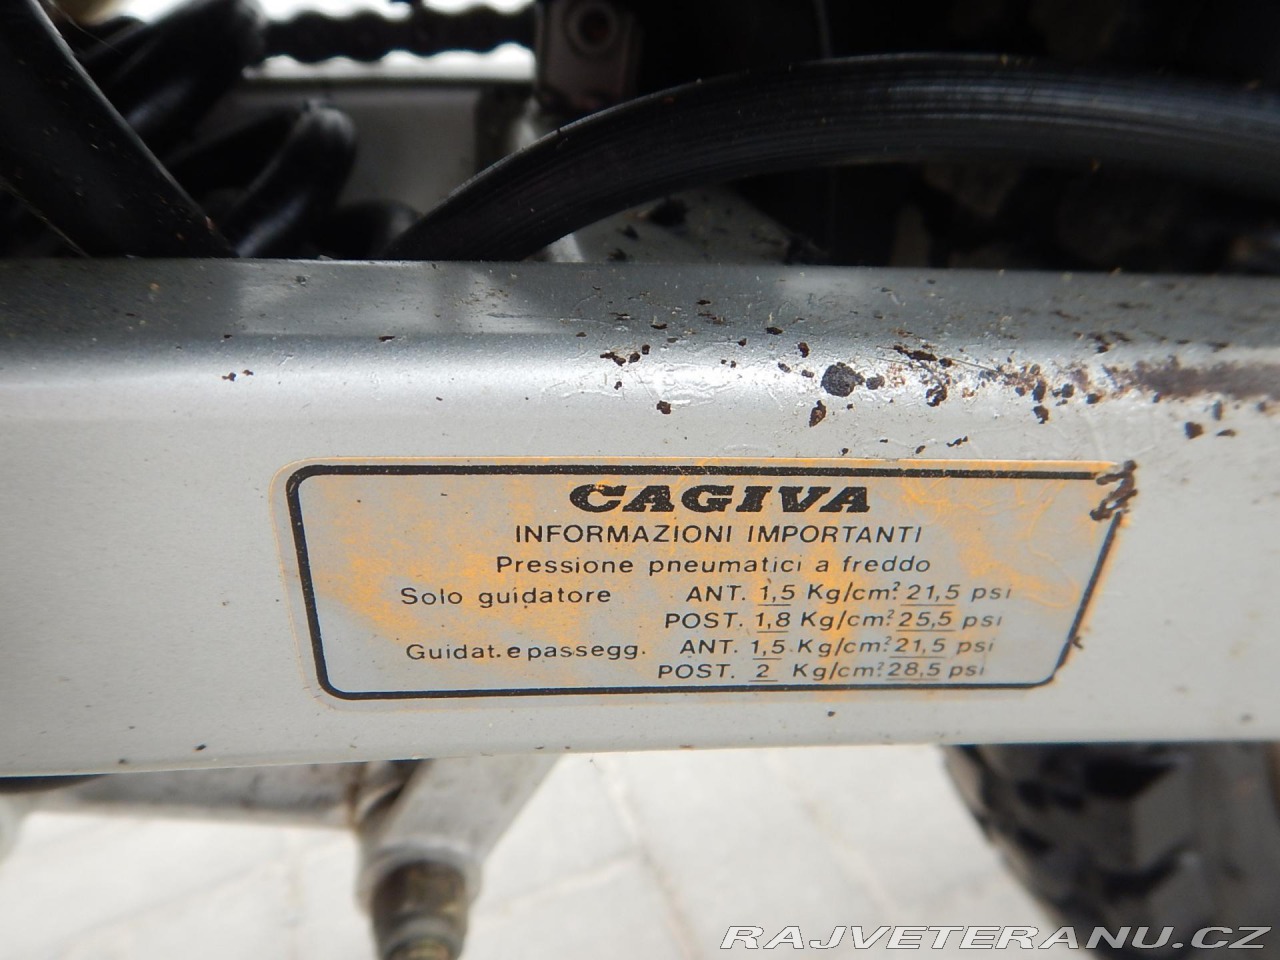 CAGIVA
INFORMAZIONI IMPORTANTI
Pressione pneumatici a freddo
Solo guidatore ANT. 1,5 Kg/cm² 21,5 psi
POST. 1,8 Kg/cm² 25,5 psi
Guidat. e passegg. ANT. 1,5 Kg/cm² 21,5 psi
POST. 2 Kg/cm² 28,5 psi
RAJVETERANU.CZ